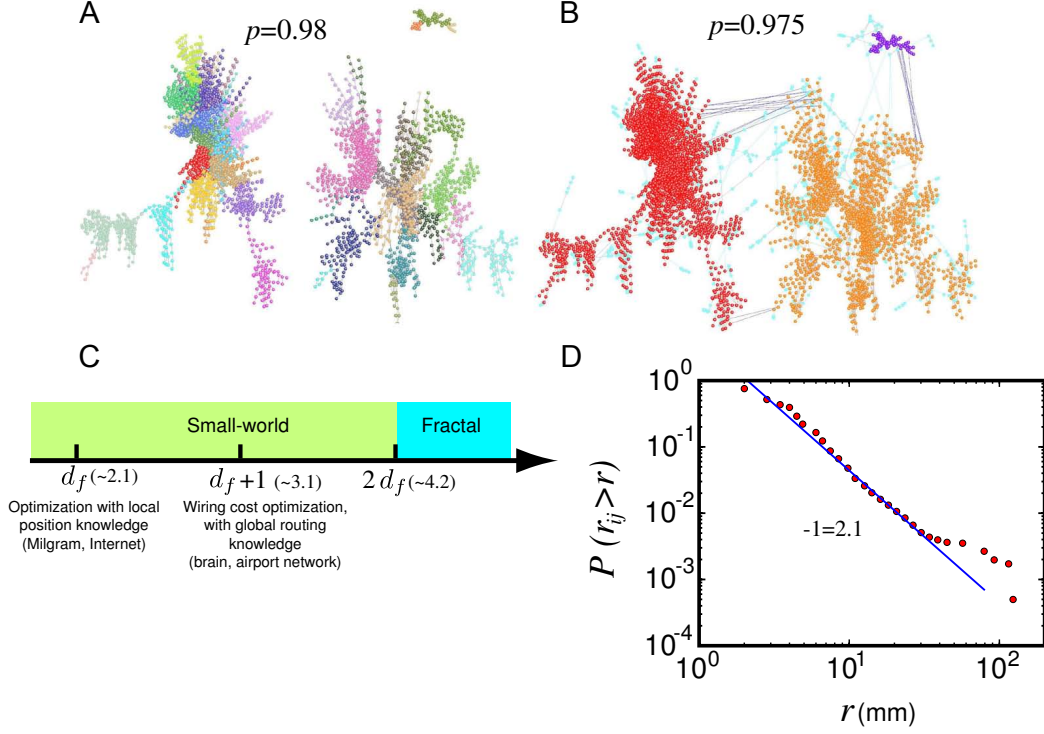 A
p=0.98
B
p=0.975
C
Small-world
Fractal
d_f (~2.1)
d_f +1 (~3.1)
2 d_f (~4.2)
Optimization with local
position knowledge
(Milgram, Internet)
Wiring cost optimization,
with global routing
knowledge
(brain, airport network)
D
10^0
10^-1
10^-2
10^-3
10^-4
P (r_ij>r)
-1=2.1
10^0
10^1
10^2
r (mm)